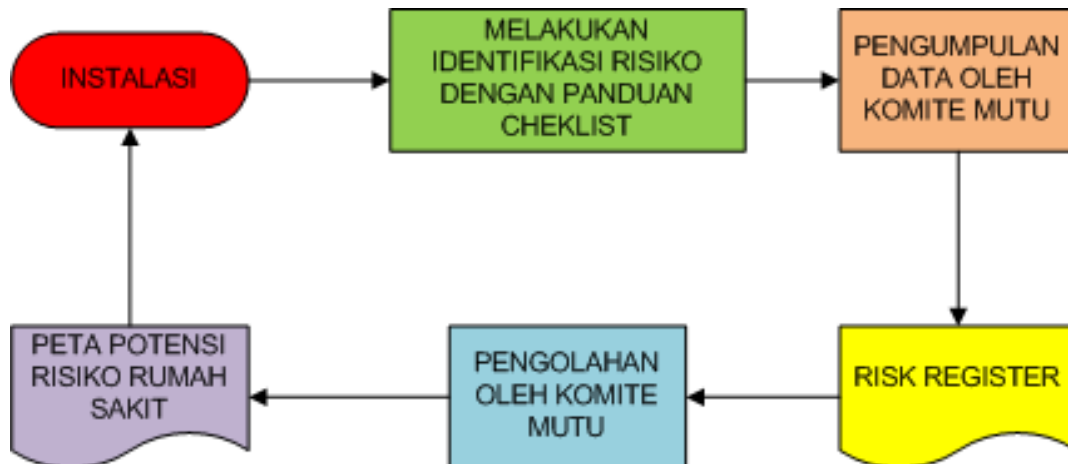 INSTALASI
MELAKUKAN
IDENTIFIKASI RISIKO
DENGAN PANDUAN
CHEKLIST
PENGUMPULAN
DATA OLEH
KOMITE MUTU
RISK REGISTER
PENGOLAHAN
OLEH KOMITE
MUTU
PETA POTENSI
RISIKO RUMAH
SAKIT